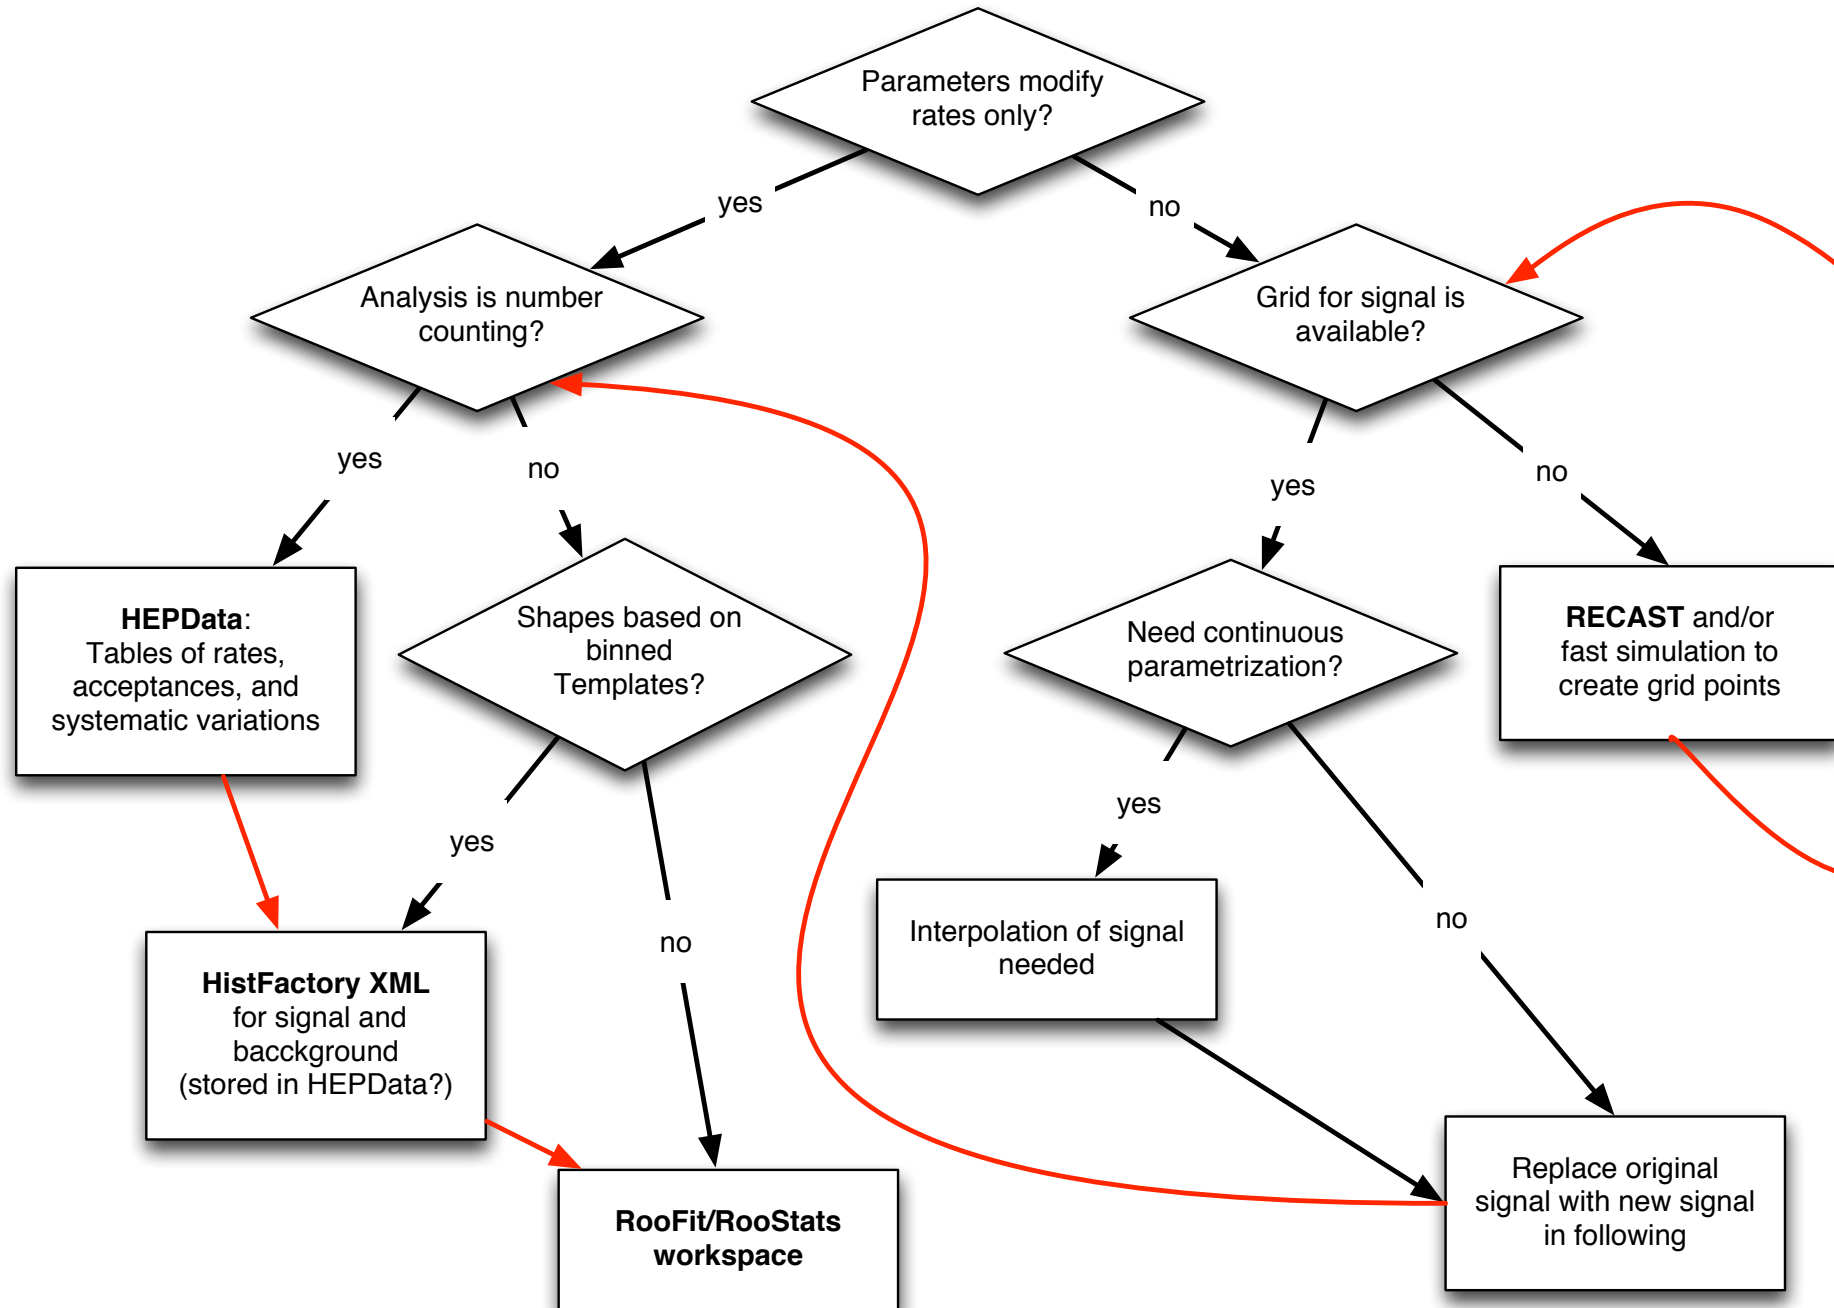 Parameters modify
rates only?
yes
no
Analysis is number
counting?
Grid for signal is
available?
yes
no
yes
no
HEPData:
Tables of rates,
acceptances, and
systematic variations
Shapes based on
binned
Templates?
Need continuous
parametrization?
RECAST and/or
fast simulation to
create grid points
yes
no
yes
no
HistFactory XML
for signal and
bacckground
(stored in HEPData?)
Interpolation of signal
needed
RooFit/RooStats
workspace
Replace original
signal with new signal
in following